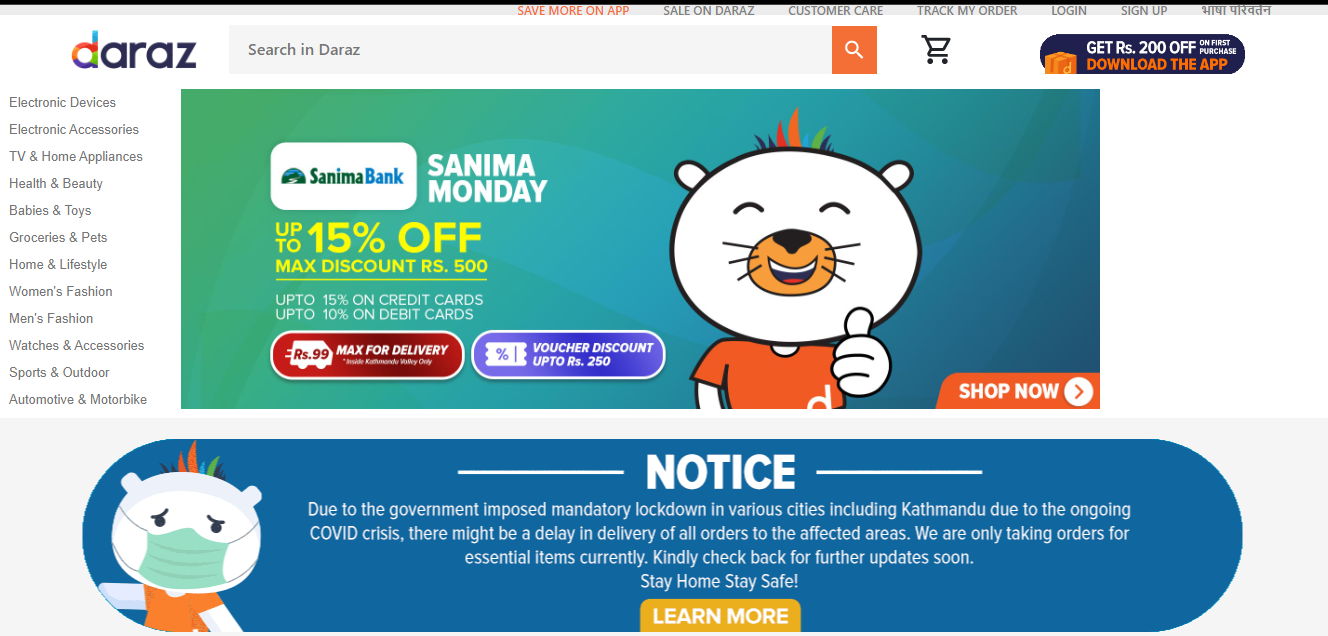 SAVE MORE ON APP SALE ON DARAZ CUSTOMER CARE TRACK MY ORDER LOGIN SIGN UP भाषा परिवर्तन
daraz
Search in Daraz
GET Rs. 200 OFF ON FIRST PURCHASE
DOWNLOAD THE APP
Electronic Devices
Electronic Accessories
TV & Home Appliances
Health & Beauty
Babies & Toys
Groceries & Pets
Home & Lifestyle
Women's Fashion
Men's Fashion
Watches & Accessories
Sports & Outdoor
Automotive & Motorbike
Sanima Bank
SANIMA
MONDAY
UP TO 15% OFF
MAX DISCOUNT RS. 500
UPTO 15% ON CREDIT CARDS
UPTO 10% ON DEBIT CARDS
Rs.99 MAX FOR DELIVERY
* Inside Kathmandu Valley Only
% VOUCHER DISCOUNT
UPTO Rs. 250
d
SHOP NOW
NOTICE
Due to the government imposed mandatory lockdown in various cities including Kathmandu due to the ongoing
COVID crisis, there might be a delay in delivery of all orders to the affected areas. We are only taking orders for
essential items currently. Kindly check back for further updates soon.
Stay Home Stay Safe!
LEARN MORE